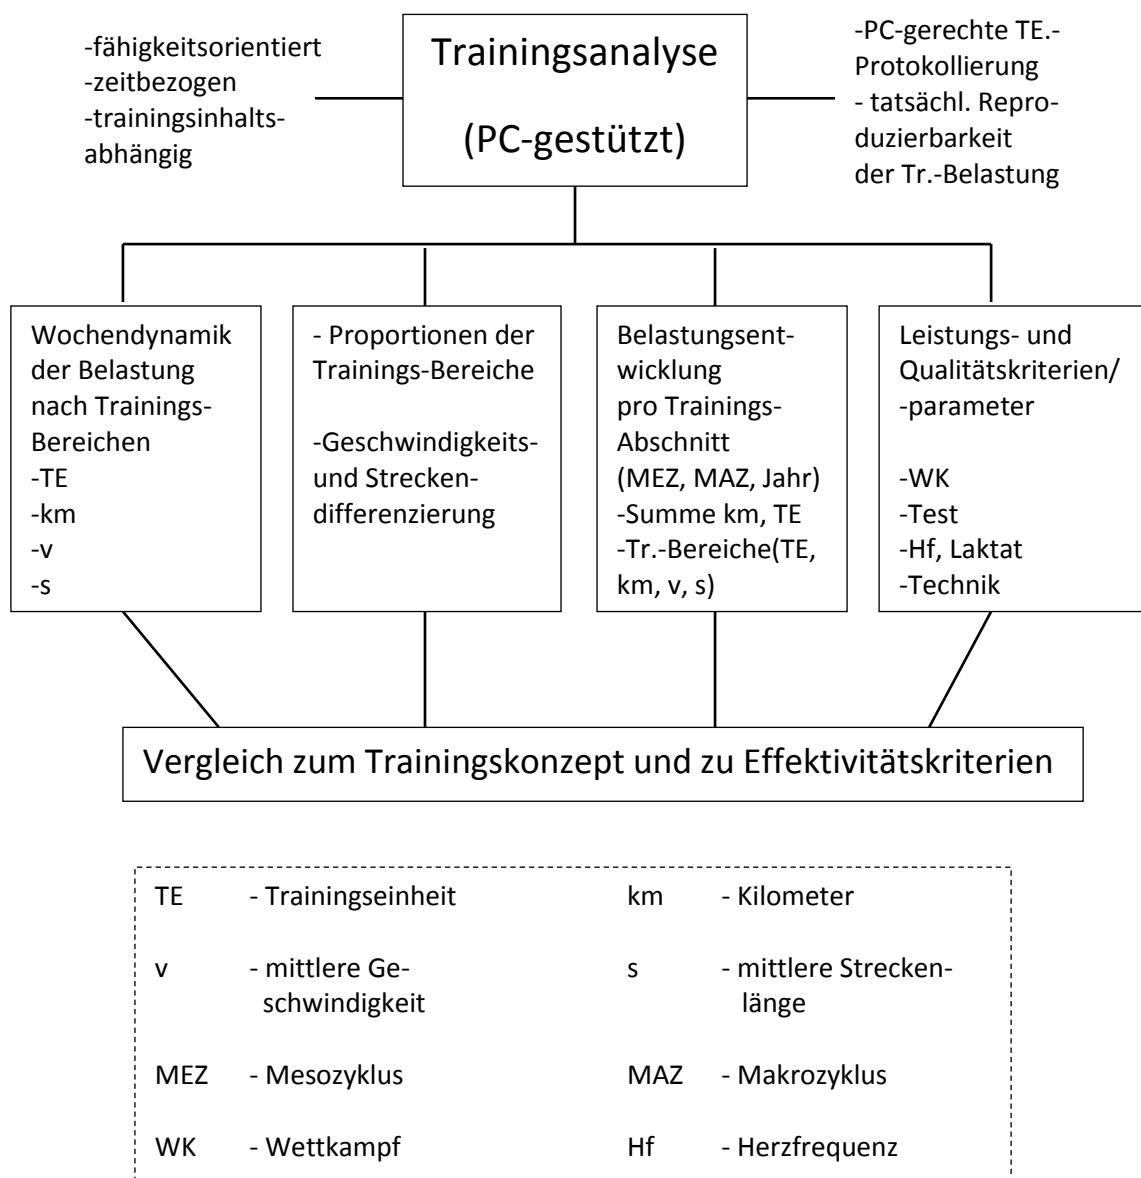 -fähigkeitsorientiert
-zeitbezogen
-trainingsinhalts-
abhängig
Trainingsanalyse
(PC-gestützt)
-PC-gerechte TE.-
Protokollierung
- tatsächl. Repro-
duzierbarkeit
der Tr.-Belastung
Wochendynamik
der Belastung
nach Trainings-
Bereichen
-TE
-km
-v
-s
- Proportionen der
Trainings-Bereiche
-Geschwindigkeits-
und Strecken-
differenzierung
Belastungsent-
wicklung
pro Trainings-
Abschnitt
(MEZ, MAZ, Jahr)
-Summe km, TE
-Tr.-Bereiche(TE,
km, v, s)
Leistungs- und
Qualitätskriterien/
-parameter
-WK
-Test
-Hf, Laktat
-Technik
Vergleich zum Trainingskonzept und zu Effektivitätskriterien
TE - Trainingseinheit km - Kilometer
v - mittlere Ge- s - mittlere Strecken-
schwindigkeit länge
MEZ - Mesozyklus MAZ - Makrozyklus
WK - Wettkampf Hf - Herzfrequenz